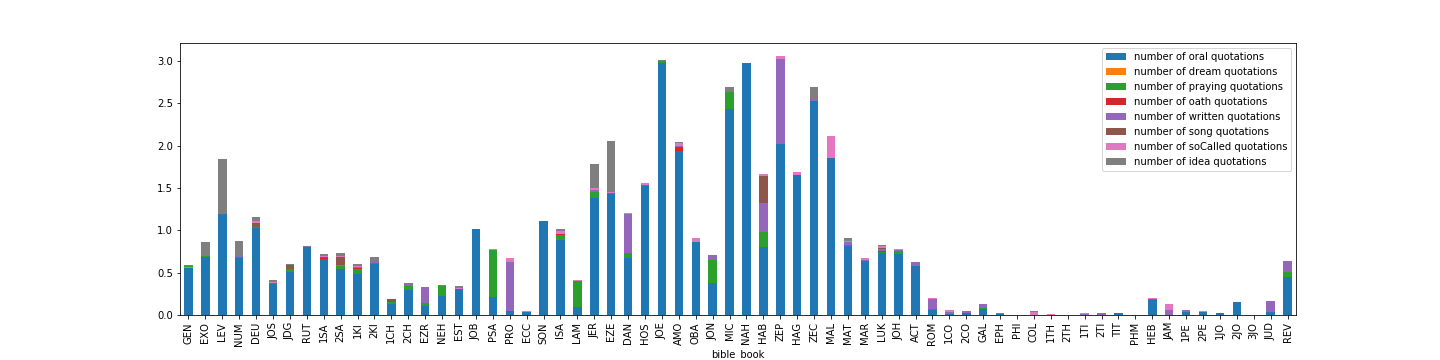 3.0
2.5
2.0
1.5
1.0
0.5
0.0
number of oral quotations
number of dream quotations
number of praying quotations
number of oath quotations
number of written quotations
number of song quotations
number of soCalled quotations
number of idea quotations
GEN
EXO
LEV
NUM
DEU
JOS
JDG
RUT
1SA
2SA
1KI
2KI
1CH
2CH
EZR
NEH
EST
JOB
PSA
PRO
ECC
SON
ISA
LAM
JER
EZE
DAN
HOS
JOE
AMO
OBA
JON
MIC
NAH
HAB
ZEP
HAG
ZEC
MAL
MAT
MAR
LUK
JOH
ACT
ROM
1CO
2CO
GAL
EPH
PHI
COL
1TH
2TH
1TI
2TI
TIT
PHM
HEB
JAM
1PE
2PE
1JO
2JO
3JO
JUD
REV
bible_book